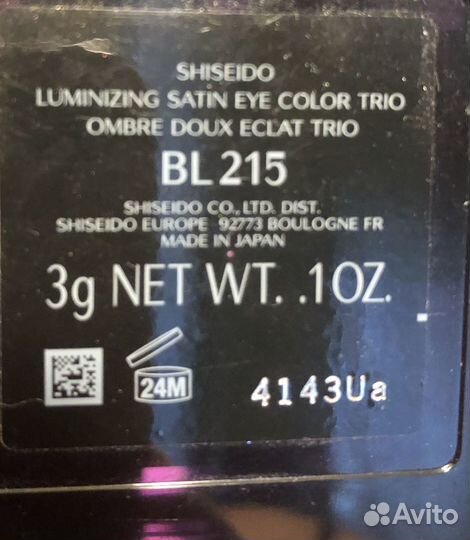 SHISEIDO
LUMINIZING SATIN EYE COLOR TRIO
OMBRE DOUX ECLAT TRIO
BL 215
SHISEIDO CO., LTD. DIST.
SHISEIDO EUROPE 92773 BOULOGNE FR
MADE IN JAPAN
3g NET WT. .1OZ.
24M
4143Ua
Avito